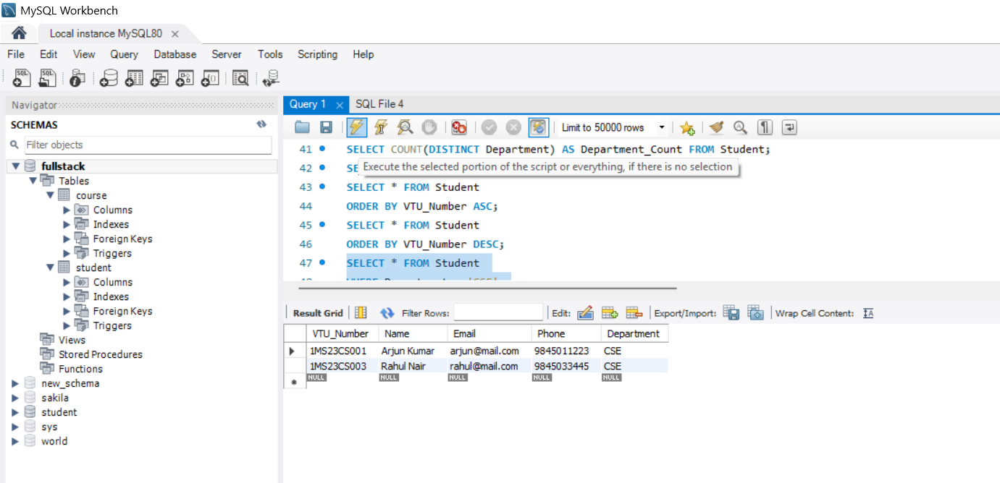 MySQL Workbench
Local instance MySQL80
File Edit View Query Database Server Tools Scripting Help
Navigator
SCHEMAS
Filter objects
fullstack
Tables
course
Columns
Indexes
Foreign Keys
Triggers
student
Columns
Indexes
Foreign Keys
Triggers
Views
Stored Procedures
Functions
new_schema
sakila
student
sys
world
Query 1 SQL File 4
Limit to 50000 rows
41 SELECT COUNT(DISTINCT Department) AS Department_Count FROM Student;
42 SE
Execute the selected portion of the script or everything, if there is no selection
43 SELECT * FROM Student
44 ORDER BY VTU_Number ASC;
45 SELECT * FROM Student
46 ORDER BY VTU_Number DESC;
47 SELECT * FROM Student
Result Grid Filter Rows: Edit: Export/Import: Wrap Cell Content:
VTU_Number Name Email Phone Department
1MS23CS001 Arjun Kumar arjun@mail.com 9845011223 CSE
1MS23CS003 Rahul Nair rahul@mail.com 9845033445 CSE
NULL NULL NULL NULL NULL